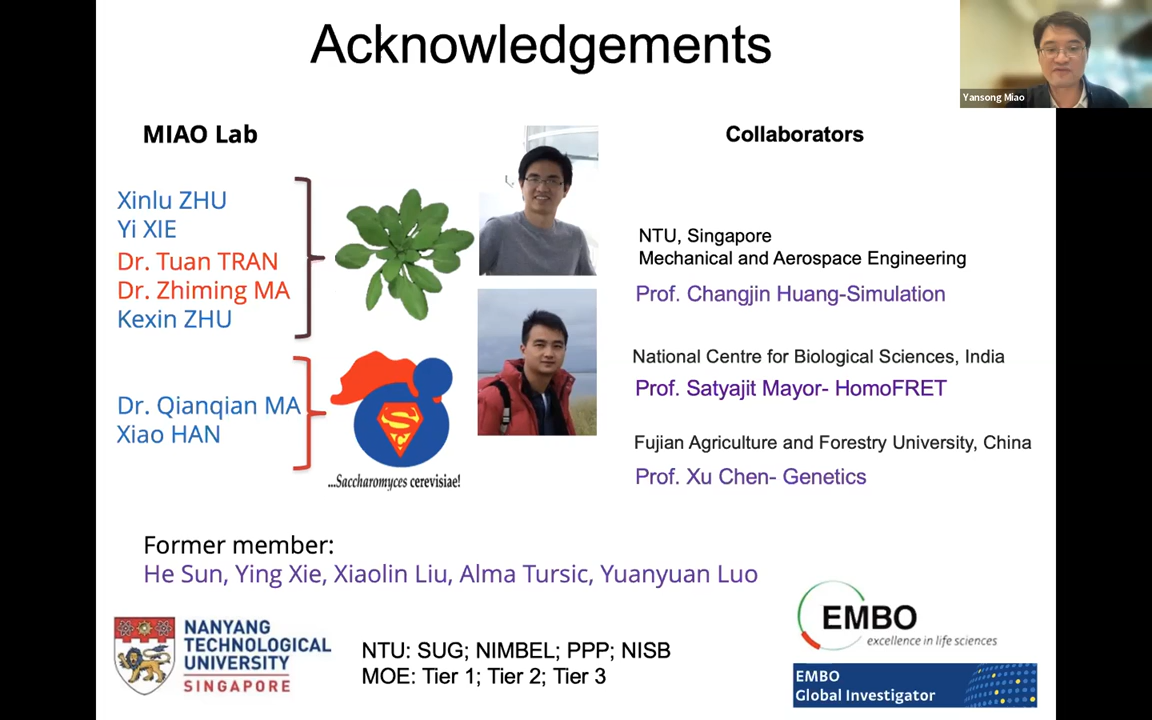 Acknowledgements
Yansong Miao
MIAO Lab
Collaborators
Xinlu ZHU
Yi XIE
Dr. Tuan TRAN
Dr. Zhiming MA
Kexin ZHU
Dr. Qianqian MA
Xiao HAN
...Saccharomyces cerevisiae!
NTU, Singapore
Mechanical and Aerospace Engineering
Prof. Changjin Huang-Simulation
National Centre for Biological Sciences, India
Prof. Satyajit Mayor- HomoFRET
Fujian Agriculture and Forestry University, China
Prof. Xu Chen- Genetics
Former member:
He Sun, Ying Xie, Xiaolin Liu, Alma Tursic, Yuanyuan Luo
NANYANG
TECHNOLOGICAL
UNIVERSITY
SINGAPORE
NTU: SUG; NIMBEL; PPP; NISB
MOE: Tier 1; Tier 2; Tier 3
EMBO
excellence in life sciences
EMBO
Global Investigator